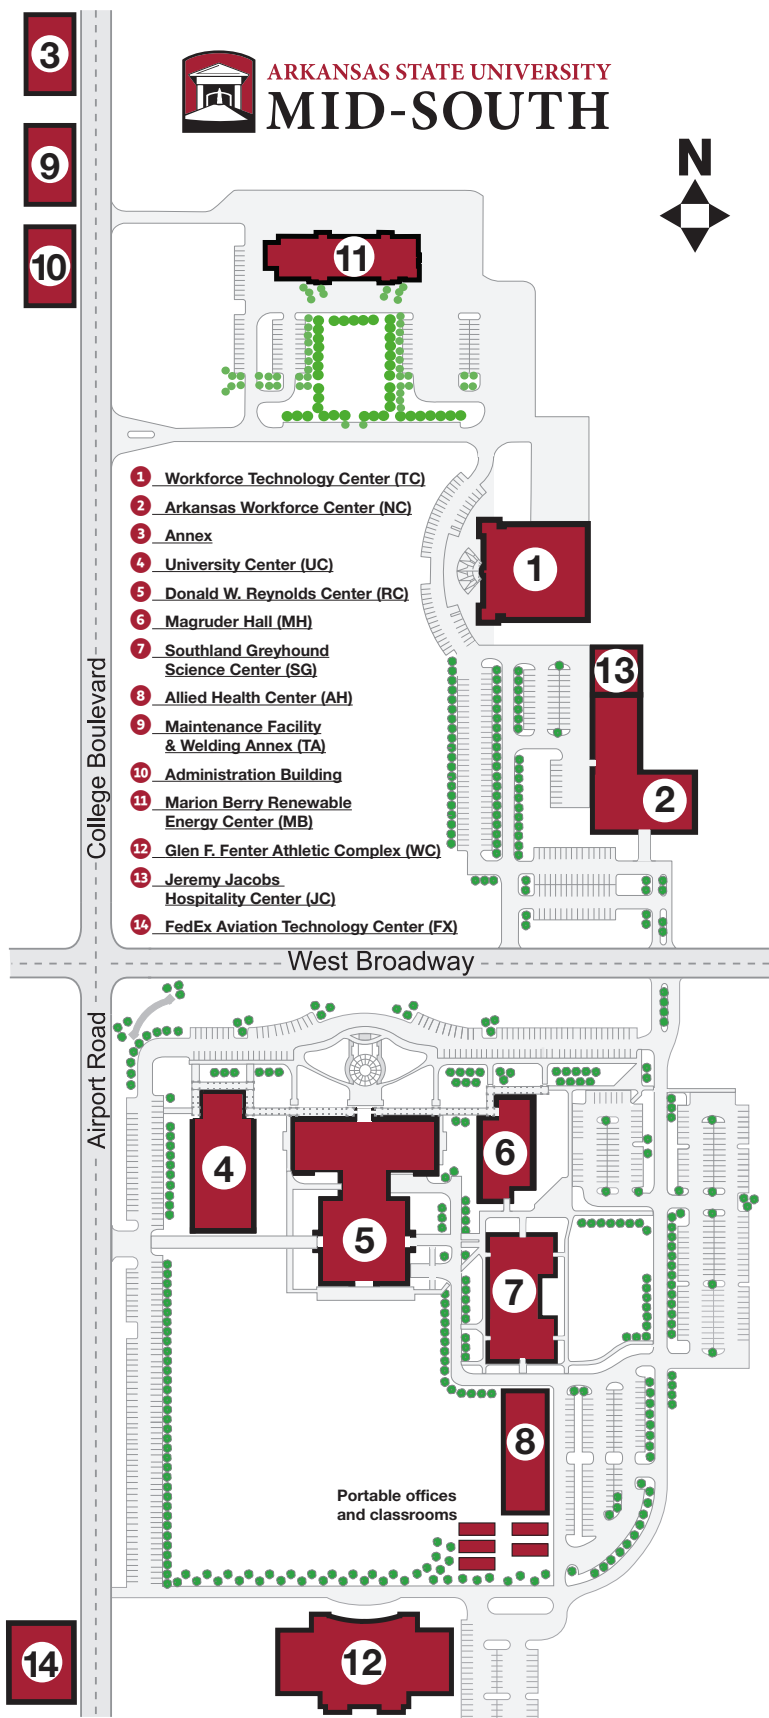 3
ARKANSAS STATE UNIVERSITY
MID-SOUTH
N
9
10
11
1 Workforce Technology Center (TC)
2 Arkansas Workforce Center (NC)
3 Annex
4 University Center (UC)
5 Donald W. Reynolds Center (RC)
6 Magruder Hall (MH)
7 Southland Greyhound
Science Center (SG)
8 Allied Health Center (AH)
9 Maintenance Facility
& Welding Annex (TA)
10 Administration Building
11 Marion Berry Renewable
Energy Center (MB)
12 Glen F. Fenter Athletic Complex (WC)
13 Jeremy Jacobs
Hospitality Center (JC)
14 FedEx Aviation Technology Center (FX)
1
13
2
College Boulevard
West Broadway
Airport Road
4
5
6
7
8
Portable offices
and classrooms
14
12